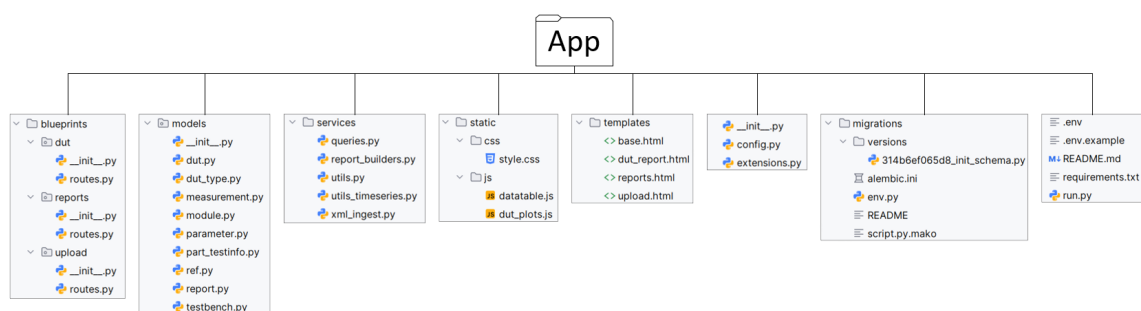 App
blueprints
dut
__init__.py
routes.py
reports
__init__.py
routes.py
upload
__init__.py
routes.py
models
__init__.py
dut.py
dut_type.py
measurement.py
module.py
parameter.py
part_testinfo.py
ref.py
report.py
testbench.py
services
queries.py
report_builders.py
utils.py
utils_timeseries.py
xml_ingest.py
static
css
style.css
js
JS datatable.js
JS dut_plots.js
templates
<> base.html
<> dut_report.html
<> reports.html
<> upload.html
__init__.py
config.py
extensions.py
migrations
versions
314b6ef065d8_init_schema.py
alembic.ini
env.py
README
script.py.mako
.env
.env.example
M↓ README.md
requirements.txt
run.py